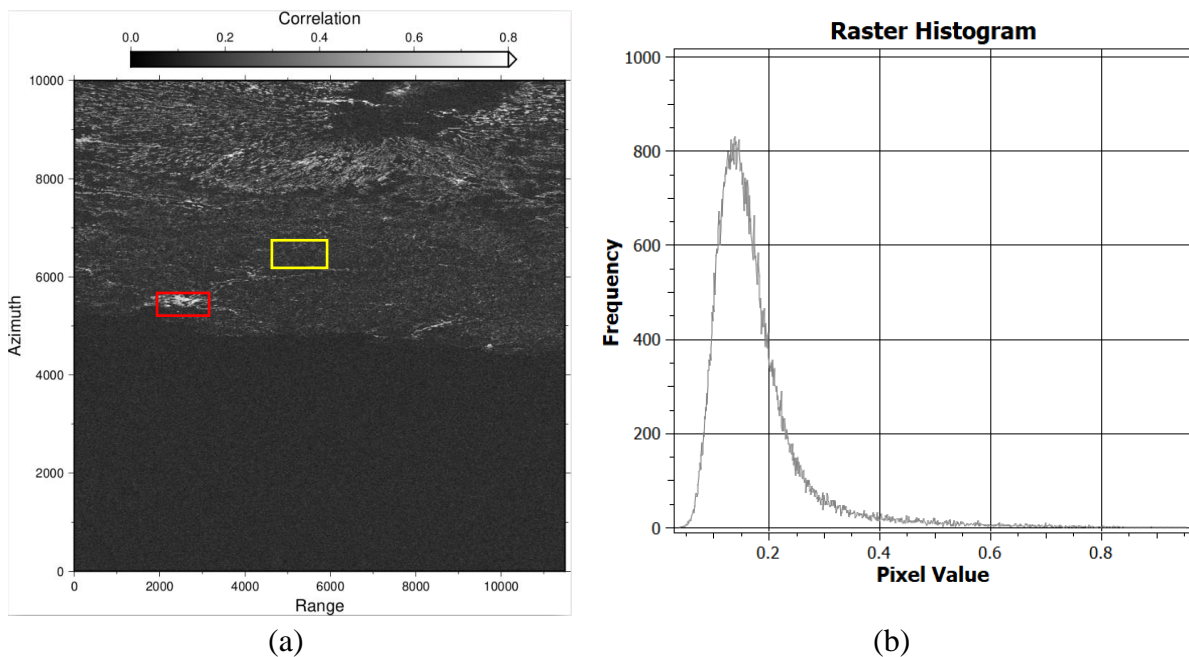 Correlation
0.0 0.2 0.4 0.6 0.8
10000
8000
6000
4000
2000
0
Azimuth
0 2000 4000 6000 8000 10000
Range
(a)
Raster Histogram
1000
800
600
400
200
0
Frequency
0.2 0.4 0.6 0.8
Pixel Value
(b)